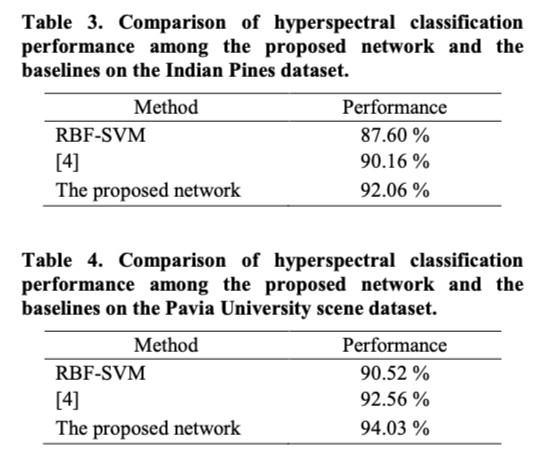 Table 3. Comparison of hyperspectral classification
performance among the proposed network and the
baselines on the Indian Pines dataset.
Method Performance
RBF-SVM 87.60 %
[4] 90.16 %
The proposed network 92.06 %
Table 4. Comparison of hyperspectral classification
performance among the proposed network and the
baselines on the Pavia University scene dataset.
Method Performance
RBF-SVM 90.52 %
[4] 92.56 %
The proposed network 94.03 %